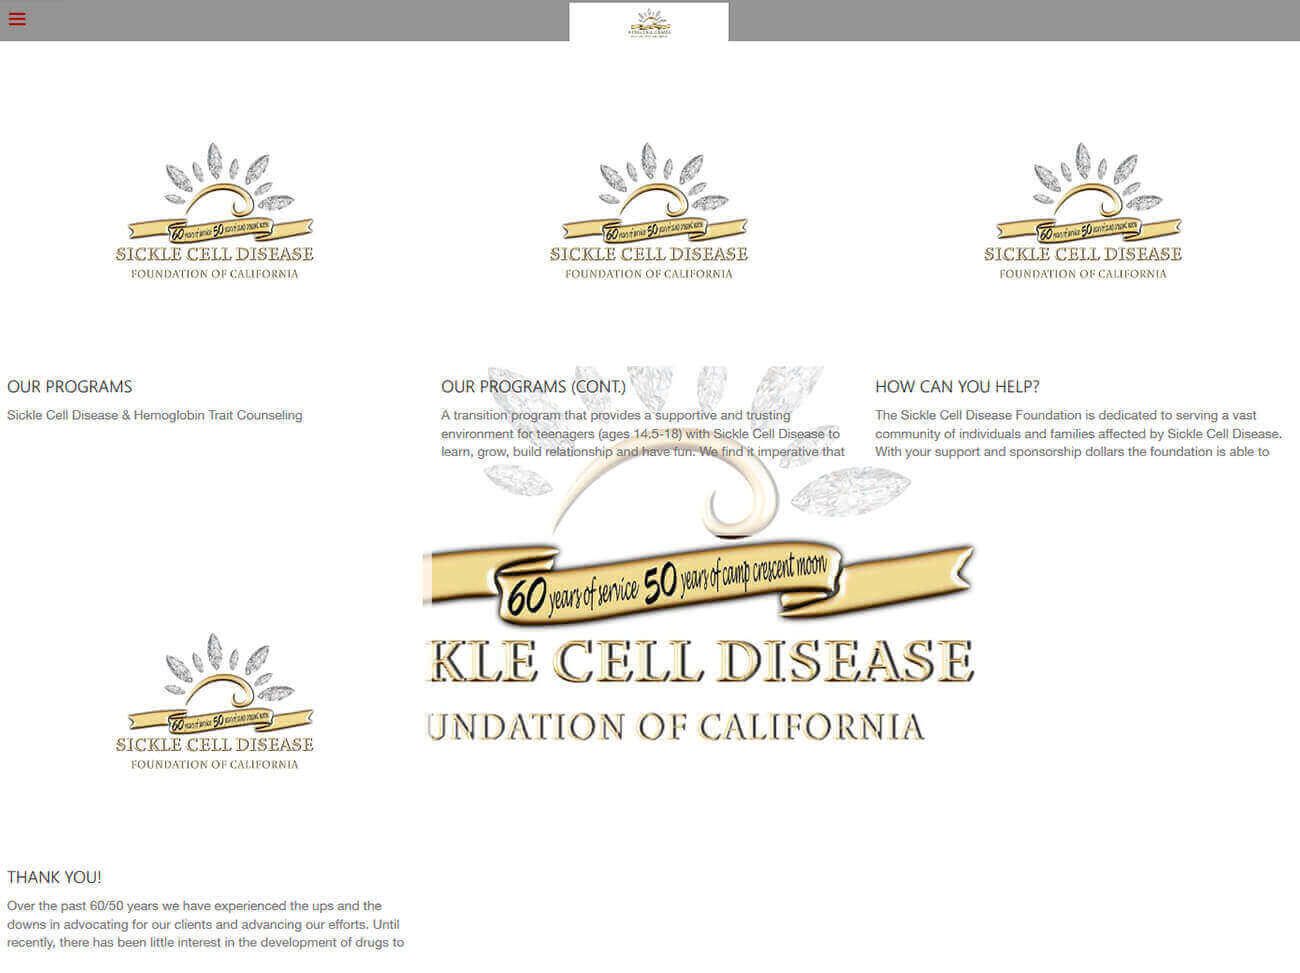 60 years of service 50 years of camp crescent moon
SICKLE CELL DISEASE
FOUNDATION OF CALIFORNIA
60 years of service 50 years of camp crescent moon
SICKLE CELL DISEASE
FOUNDATION OF CALIFORNIA
60 years of service 50 years of camp crescent moon
SICKLE CELL DISEASE
FOUNDATION OF CALIFORNIA
OUR PROGRAMS
Sickle Cell Disease & Hemoglobin Trait Counseling
OUR PROGRAMS (CONT.)
A transition program that provides a supportive and trusting
environment for teenagers (ages 14.5-18) with Sickle Cell Disease to
learn, grow, build relationship and have fun. We find it imperative that
HOW CAN YOU HELP?
The Sickle Cell Disease Foundation is dedicated to serving a vast
community of individuals and families affected by Sickle Cell Disease.
With your support and sponsorship dollars the foundation is able to
60 years of service 50 years of camp crescent moon
KLE CELL DISEASE
UNDATION OF CALIFORNIA
60 years of service 50 years of camp crescent moon
SICKLE CELL DISEASE
FOUNDATION OF CALIFORNIA
THANK YOU!
Over the past 60/50 years we have experienced the ups and the
downs in advocating for our clients and advancing our efforts. Until
recently, there has been little interest in the development of drugs to